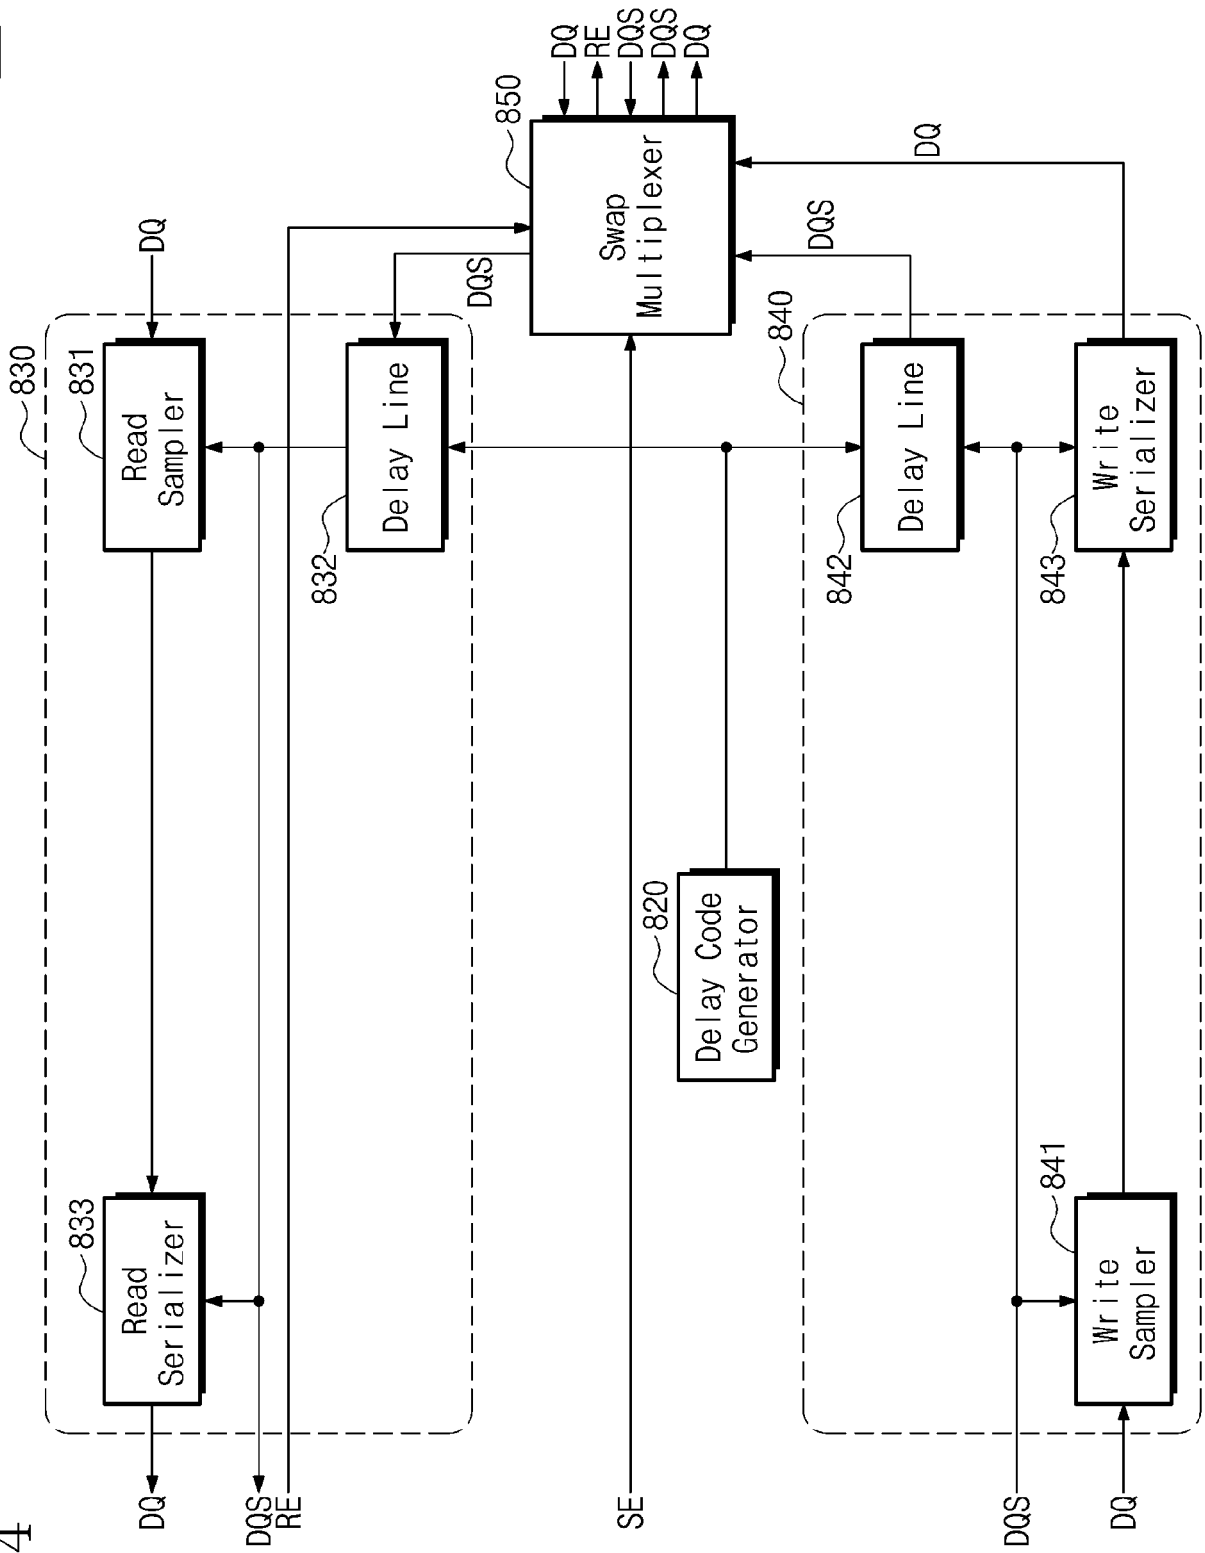 4
DQ
DQS
RE
SE
DQS
DQ
830
833
Read
Serializer
831
Read
Sampler
DQ
832
Delay Line
DQS
850
Swap
Multiplexer
DQ
RE
DQS
DQS
DQ
820
Delay Code
Generator
840
842
Delay Line
DQS
841
Write
Sampler
843
Write
Serializer
DQ